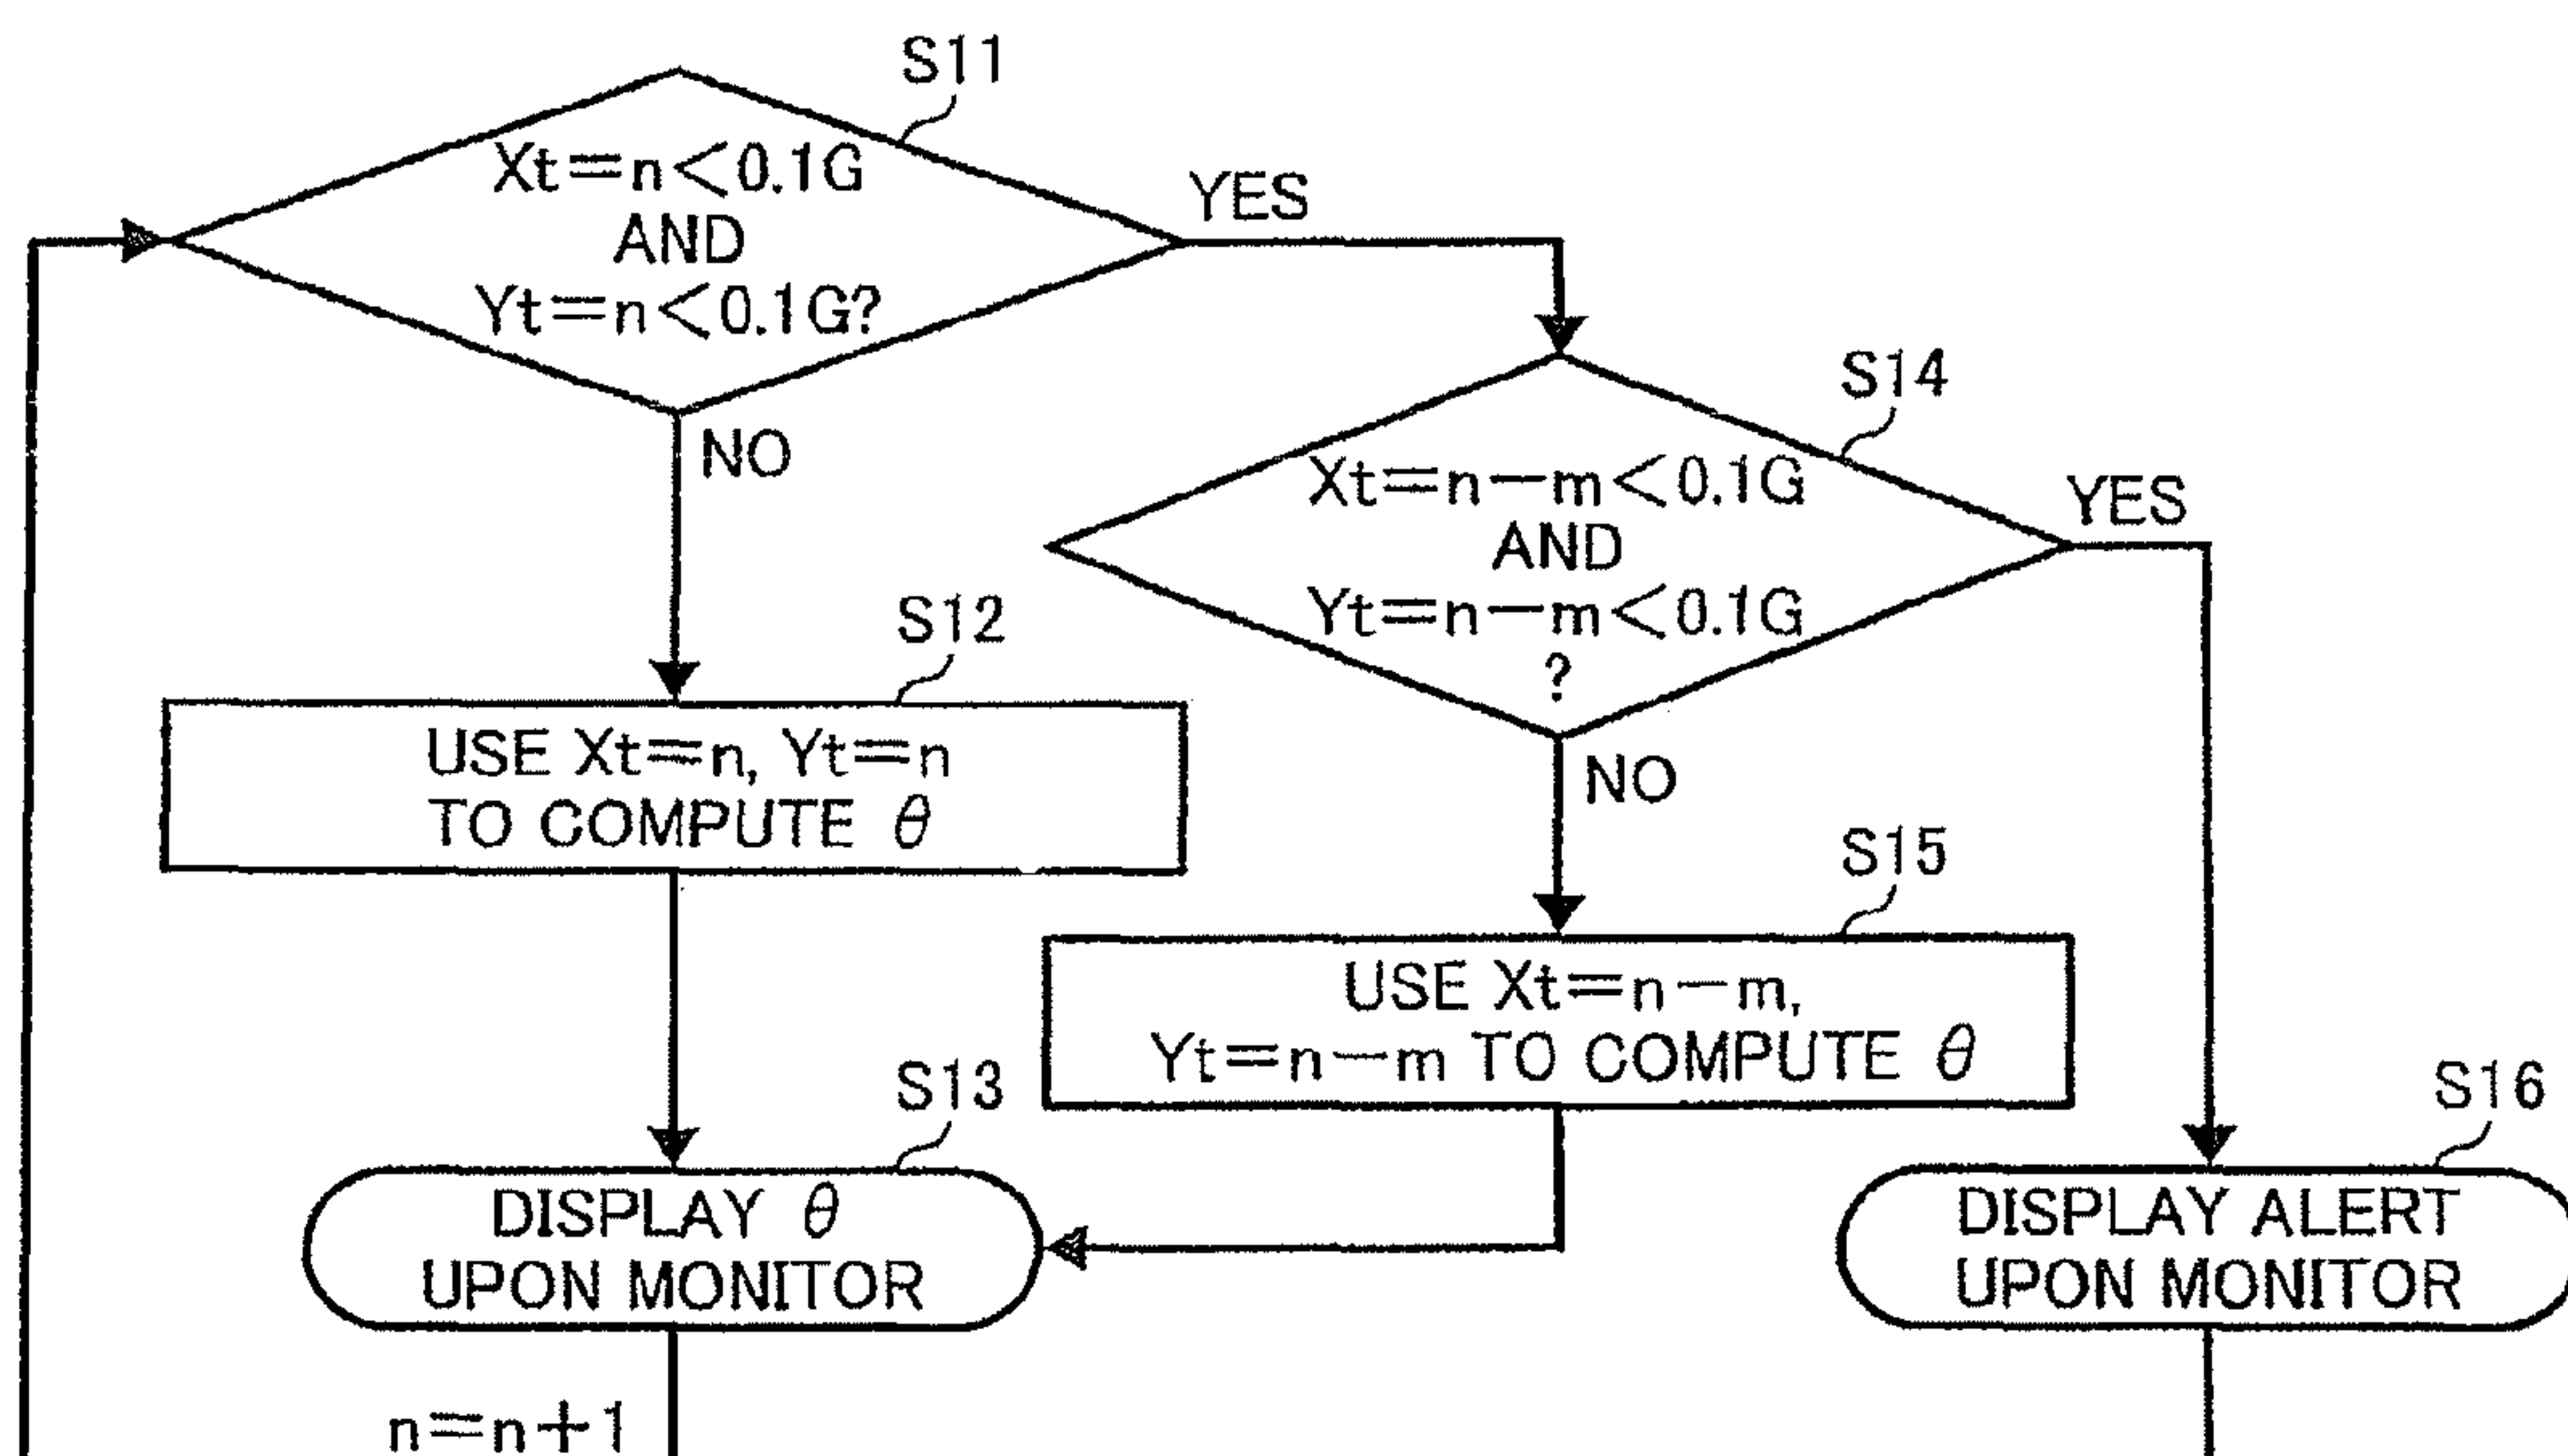 S11
Xt=n<0.1G
AND
Yt=n<0.1G?
YES
NO
S14
Xt=n-m<0.1G
AND
Yt=n-m<0.1G
?
YES
NO
S12
USE Xt=n, Yt=n
TO COMPUTE θ
S15
USE Xt=n-m,
Yt=n-m TO COMPUTE θ
S13
DISPLAY θ
UPON MONITOR
S16
DISPLAY ALERT
UPON MONITOR
n=n+1